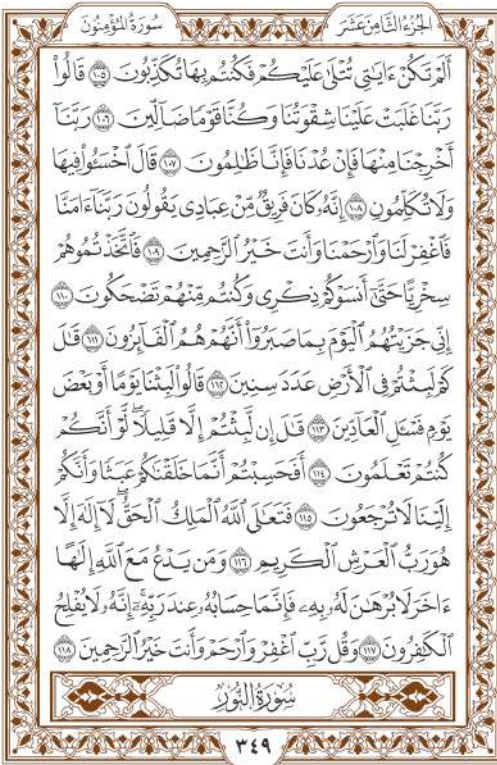 الجزء الثامن عشر سورة المؤمنون
أَلَمۡ تَكُنۡ ءَايَٰتِي تُتۡلَىٰ عَلَيۡكُمۡ فَكُنتُم بِهَا تُكَذِّبُونَ ١٠٥ قَالُواْ
رَبَّنَا غَلَبَتۡ عَلَيۡنَا شِقۡوَتُنَا وَكُنَّا قَوۡمٗا ضَآلِّينَ ١٠٦ رَبَّنَآ
أَخۡرِجۡنَا مِنۡهَا فَإِنۡ عُدۡنَا فَإِنَّا ظَٰلِمُونَ ١٠٧ قَالَ ٱخۡسَـُٔواْ فِيهَا
وَلَا تُكَلِّمُونِ ١٠٨ إِنَّهُۥ كَانَ فَرِيقٞ مِّنۡ عِبَادِي يَقُولُونَ رَبَّنَآ ءَامَنَّا
فَٱغۡفِرۡ لَنَا وَٱرۡحَمۡنَا وَأَنتَ خَيۡرُ ٱلرَّٰحِمِينَ ١٠٩ فَٱتَّخَذۡتُمُوهُمۡ
سِخۡرِيًّا حَتَّىٰٓ أَنسَوۡكُمۡ ذِكۡرِي وَكُنتُم مِّنۡهُمۡ تَضۡحَكُونَ ١١٠
إِنِّي جَزَيۡتُهُمُ ٱلۡيَوۡمَ بِمَا صَبَرُوٓاْ أَنَّهُمۡ هُمُ ٱلۡفَآئِزُونَ ١١١ قَٰلَ
كَمۡ لَبِثۡتُمۡ فِي ٱلۡأَرۡضِ عَدَدَ سِنِينَ ١١٢ قَالُواْ لَبِثۡنَا يَوۡمًا أَوۡ بَعۡضَ
يَوۡمٖ فَسۡـَٔلِ ٱلۡعَآدِّينَ ١١٣ قَٰلَ إِن لَّبِثۡتُمۡ إِلَّا قَلِيلٗاۖ لَّوۡ أَنَّكُمۡ
كُنتُمۡ تَعۡلَمُونَ ١١٤ أَفَحَسِبۡتُمۡ أَنَّمَا خَلَقۡنَٰكُمۡ عَبَثٗا وَأَنَّكُمۡ
إِلَيۡنَا لَا تُرۡجَعُونَ ١١٥ فَتَعَٰلَى ٱللَّهُ ٱلۡمَلِكُ ٱلۡحَقُّۖ لَآ إِلَٰهَ إِلَّا
هُوَ رَبُّ ٱلۡعَرۡشِ ٱلۡكَرِيمِ ١١٦ وَمَن يَدۡعُ مَعَ ٱللَّهِ إِلَٰهًا
ءَاخَرَ لَا بُرۡهَٰنَ لَهُۥ بِهِۦ فَإِنَّمَا حِسَابُهُۥ عِندَ رَبِّهِۦٓۚ إِنَّهُۥ لَا يُفۡلِحُ
ٱلۡكَٰفِرُونَ ١١٧ وَقُل رَّبِّ ٱغۡفِرۡ وَٱرۡحَمۡ وَأَنتَ خَيۡرُ ٱلرَّٰحِمِينَ ١١٨
سُورَةُ النُّورِ
٣٤٩